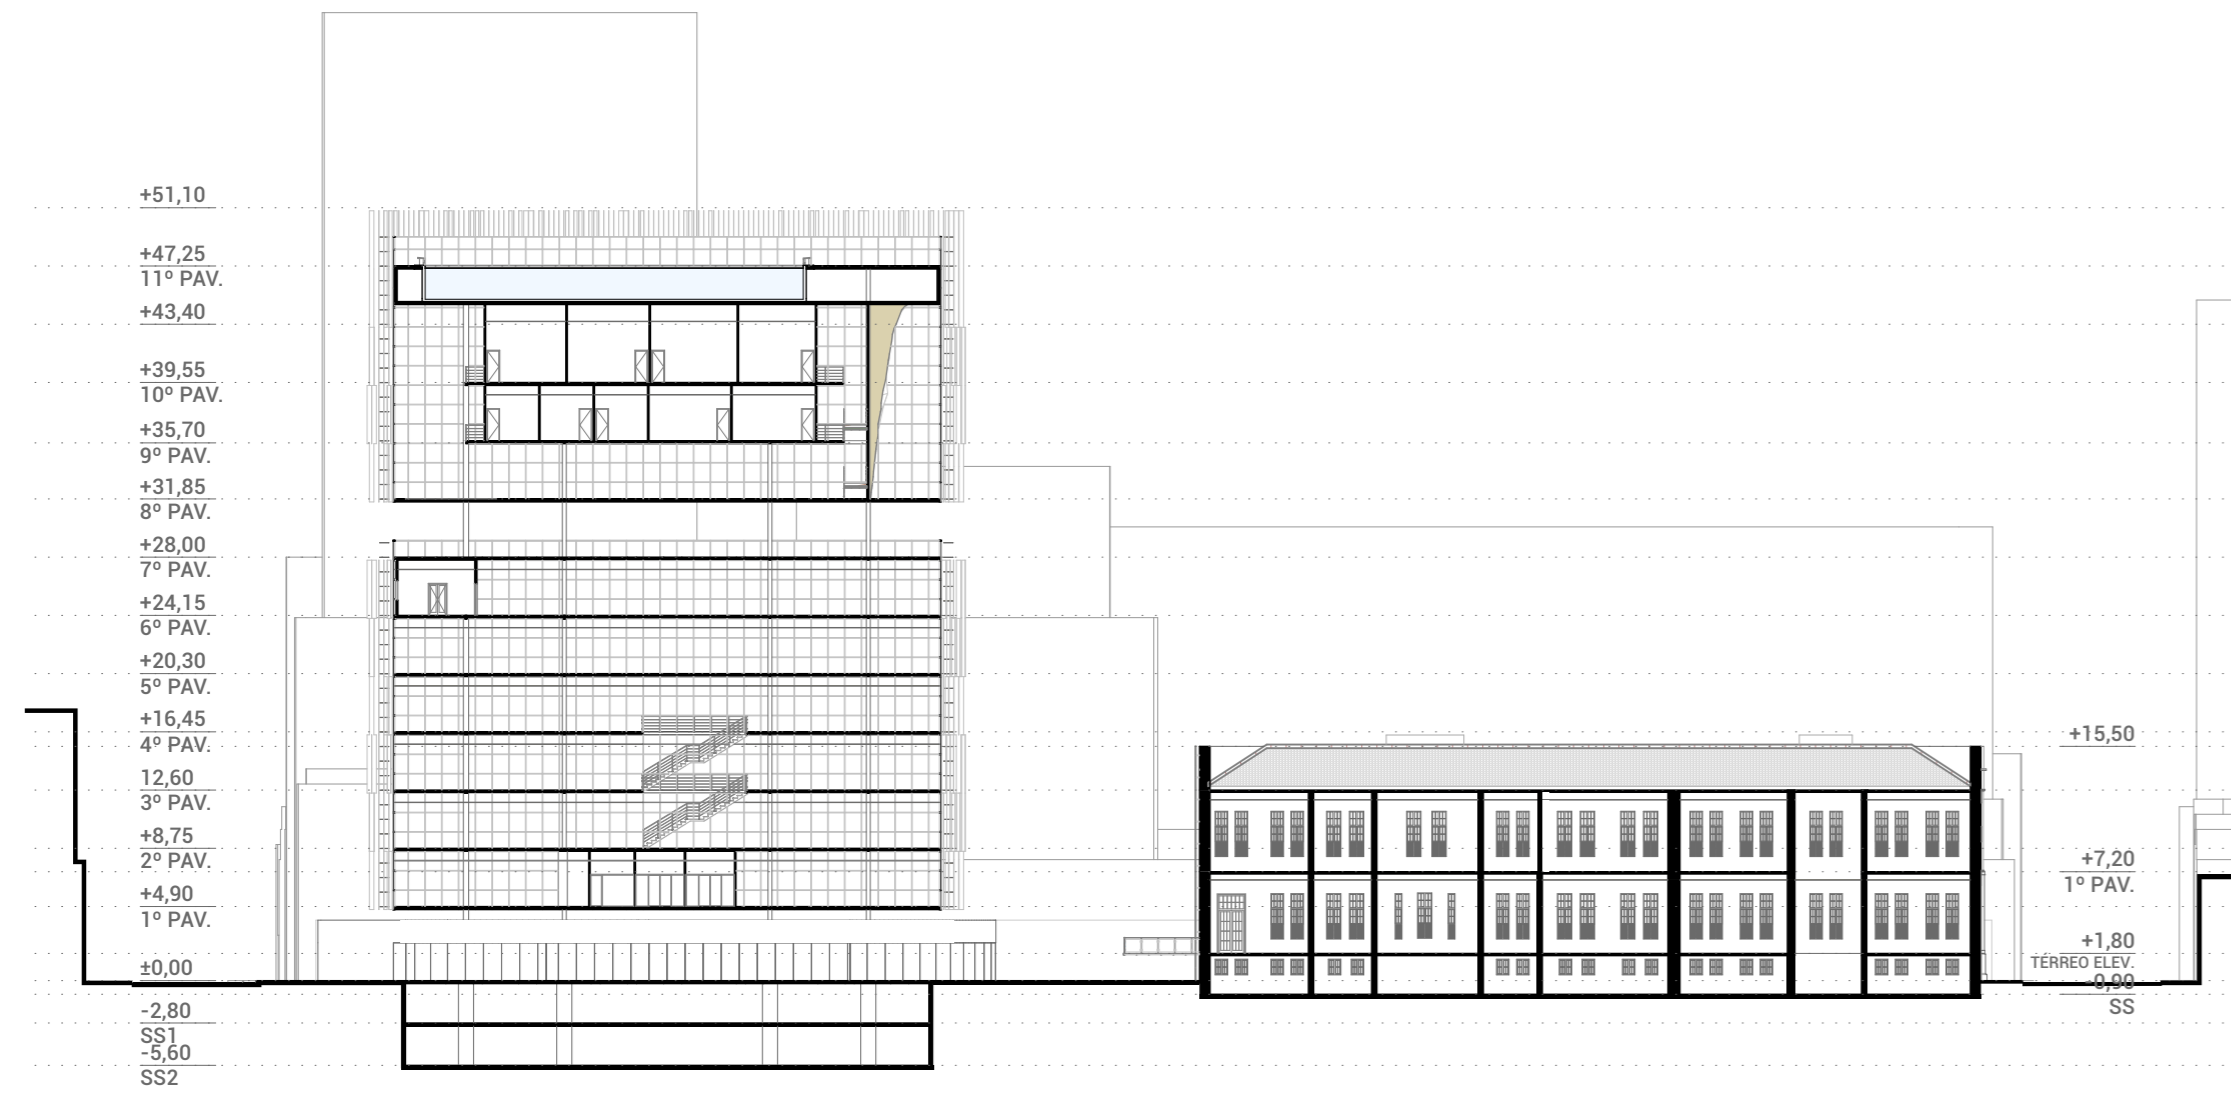 +51,10
+47,25
11º PAV.
+43,40
+39,55
10º PAV.
+35,70
9º PAV.
+31,85
8º PAV.
+28,00
7º PAV.
+24,15
6º PAV.
+20,30
5º PAV.
+16,45
4º PAV.
12,60
3º PAV.
+8,75
2º PAV.
+4,90
1º PAV.
±0,00
-2,80
SS1
-5,60
SS2
+15,50
+7,20
1º PAV.
+1,80
TÉRREO ELEV.
-0,90
SS